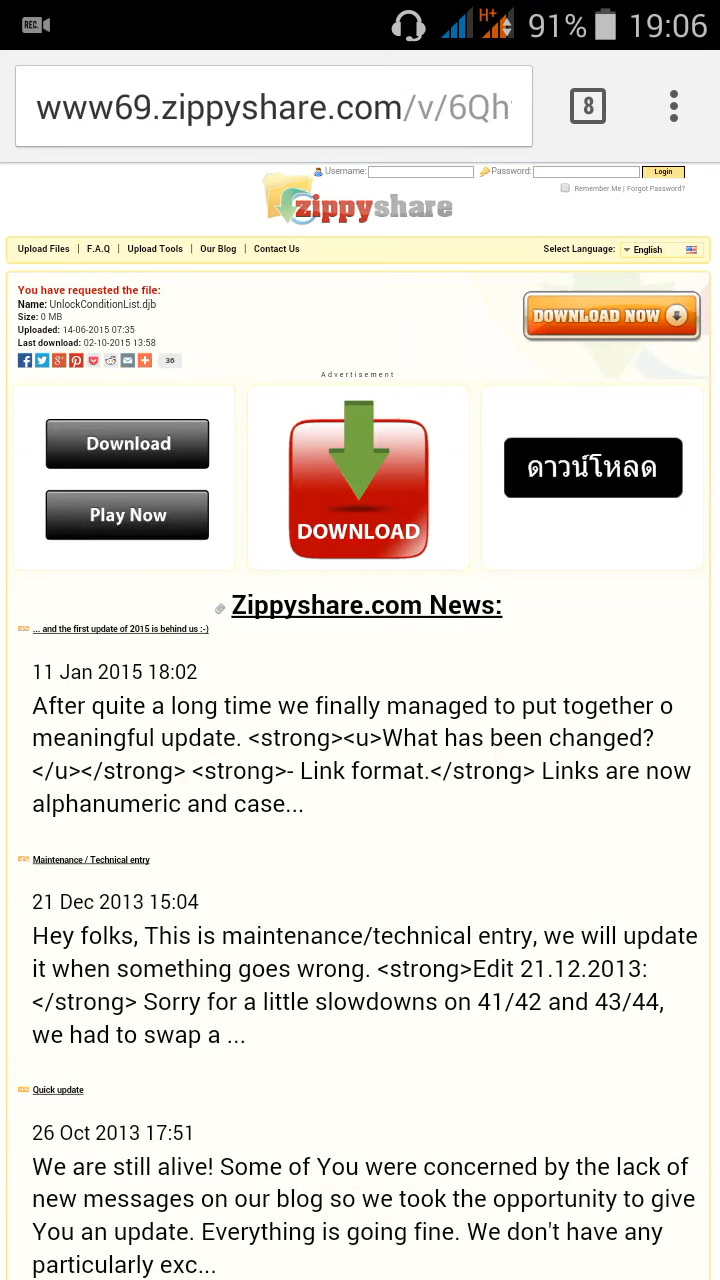 REC.
H+
91%
19:06
www69.zippyshare.com/v/6Qh
8
Username:
Password:
Login
zippyshare
Remember Me | Forgot Password?
Upload Files | F.A.Q | Upload Tools | Our Blog | Contact Us
Select Language: English
You have requested the file:
Name: UnlockConditionList.djb
Size: 0 MB
Uploaded: 14-06-2015 07:35
Last download: 02-10-2015 13:58
36
DOWNLOAD NOW
Advertisement
Download
Play Now
DOWNLOAD
ดาวน์โหลด
Zippyshare.com News:
... and the first update of 2015 is behind us :-)
11 Jan 2015 18:02
After quite a long time we finally managed to put together o
meaningful update. <strong><u>What has been changed?
</u></strong> <strong>- Link format.</strong> Links are now
alphanumeric and case...
Maintenance / Technical entry
21 Dec 2013 15:04
Hey folks, This is maintenance/technical entry, we will update
it when something goes wrong. <strong>Edit 21.12.2013:
</strong> Sorry for a little slowdowns on 41/42 and 43/44,
we had to swap a ...
Quick update
26 Oct 2013 17:51
We are still alive! Some of You were concerned by the lack of
new messages on our blog so we took the opportunity to give
You an update. Everything is going fine. We don't have any
particularly exc...